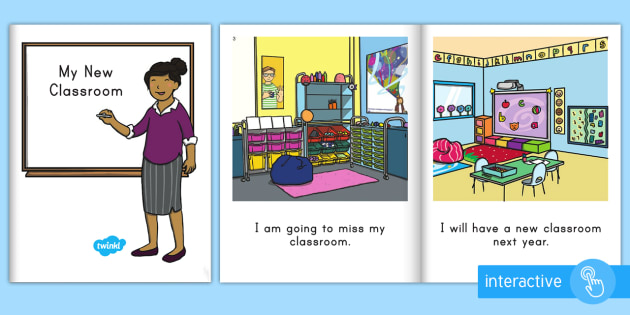 My New
Classroom
twinkl
I am going to miss my
classroom.
I will have a new classroom
next year.
interactive